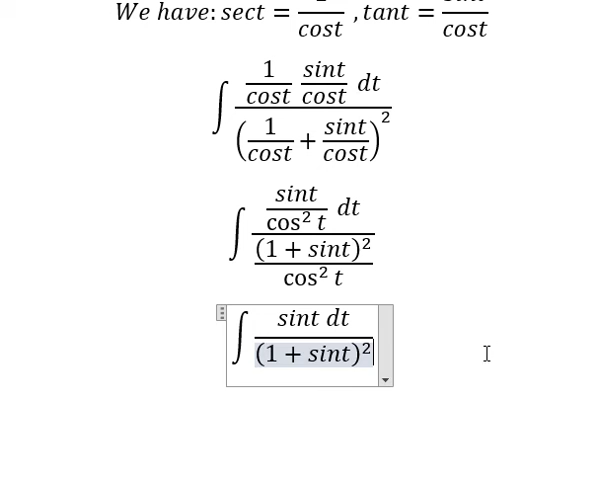 We have: sect = 1/cost , tant = sint/cost
∫ (1/cost sint/cost dt)/(1/cost + sint/cost)²
∫ (sint/cos² t dt)/((1 + sint)²/cos² t)
∫ (sint dt)/(1 + sint)²